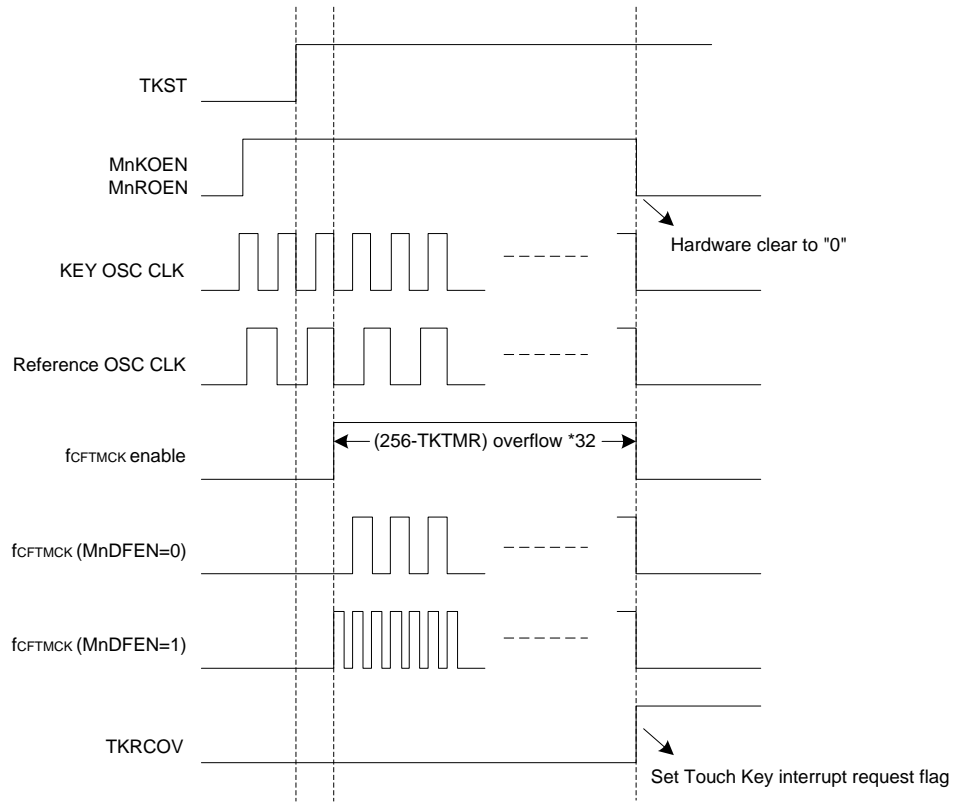 TKST
MnKOEN
MnROEN
Hardware clear to "0"
KEY OSC CLK
Reference OSC CLK
(256-TKTMR) overflow *32
fCFTMCK enable
fCFTMCK (MnDFEN=0)
fCFTMCK (MnDFEN=1)
TKRCOV
Set Touch Key interrupt request flag